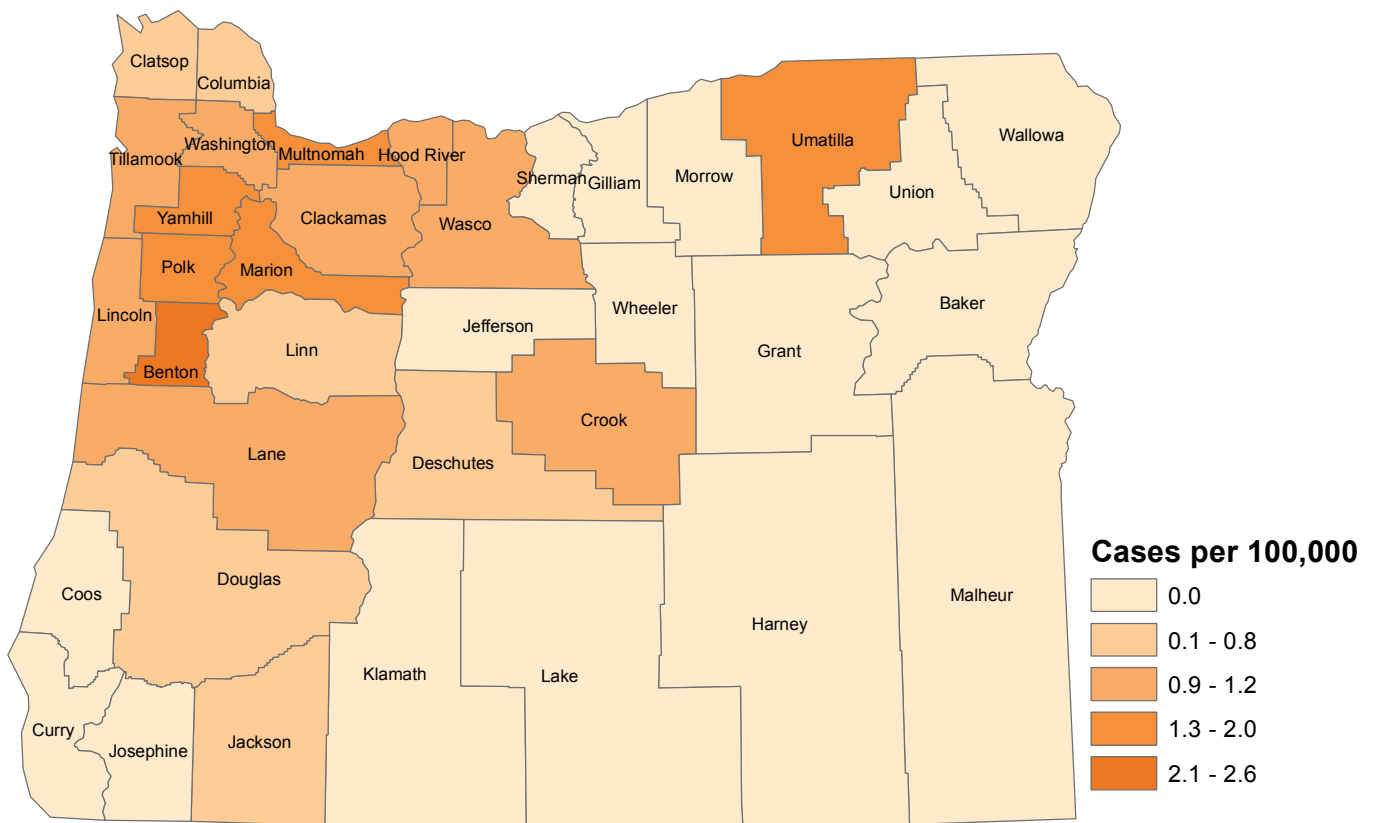 Clatsop
Columbia
Washington
Tillamook
Multnomah
Hood River
Sherman
Gilliam
Morrow
Umatilla
Wallowa
Union
Yamhill
Clackamas
Wasco
Polk
Marion
Lincoln
Benton
Linn
Jefferson
Wheeler
Grant
Baker
Lane
Deschutes
Crook
Coos
Douglas
Klamath
Lake
Harney
Malheur
Curry
Josephine
Jackson
Cases per 100,000
0.0
0.1 - 0.8
0.9 - 1.2
1.3 - 2.0
2.1 - 2.6